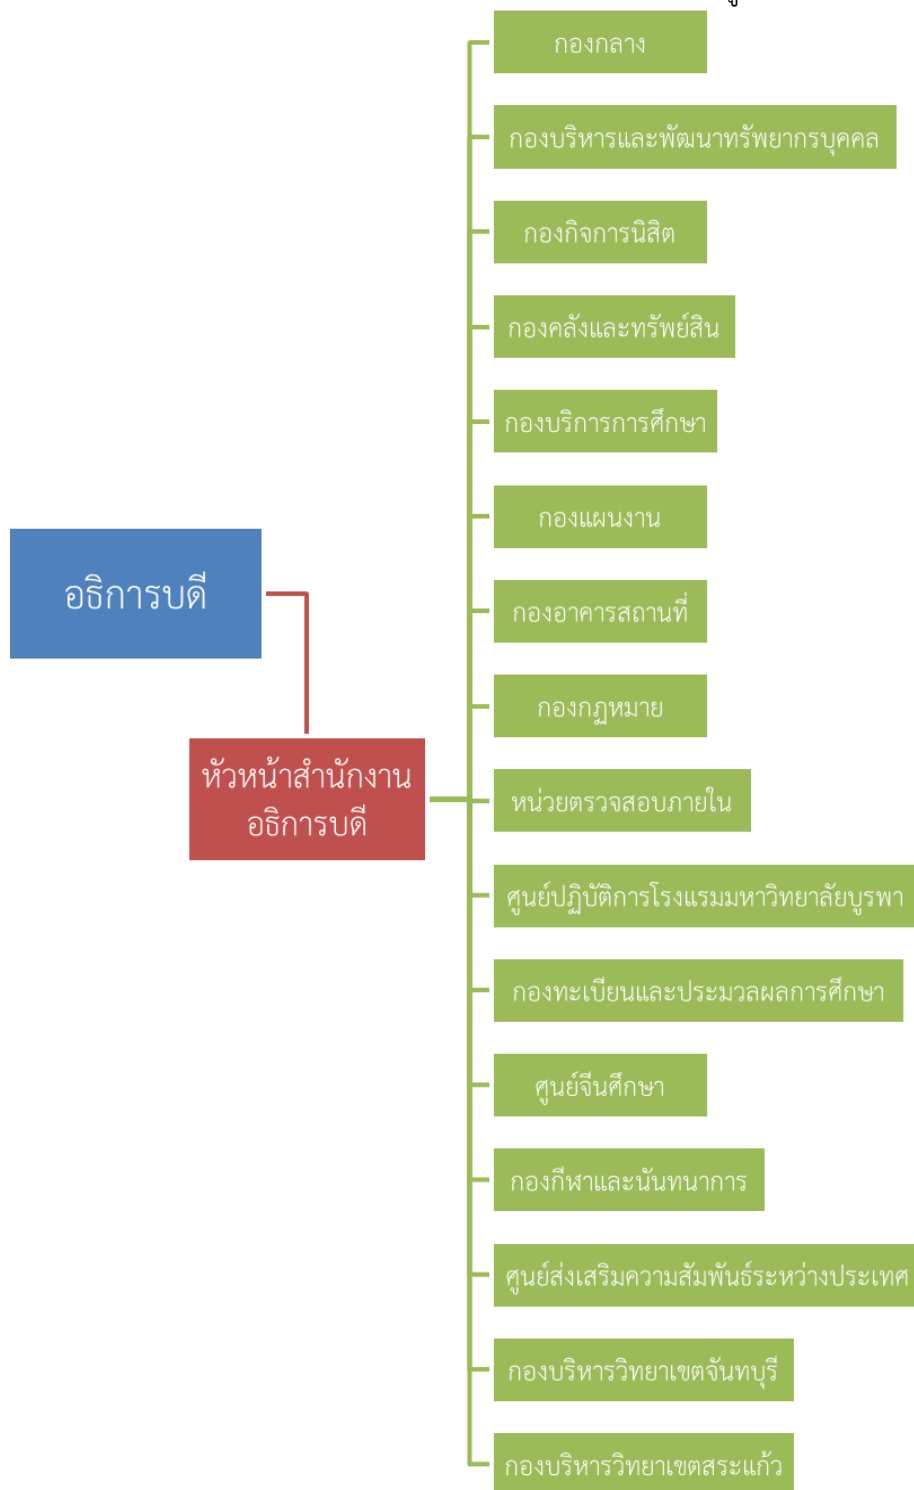 อธิการบดี
หัวหน้าสำนักงาน
อธิการบดี
กองกลาง
กองบริหารและพัฒนาทรัพยากรบุคคล
กองกิจการนิสิต
กองคลังและทรัพย์สิน
กองบริการการศึกษา
กองแผนงาน
กองอาคารสถานที่
กองกฎหมาย
หน่วยตรวจสอบภายใน
ศูนย์ปฏิบัติการโรงแรมมหาวิทยาลัยบูรพา
กองทะเบียนและประมวลผลการศึกษา
ศูนย์จีนศึกษา
กองกีฬาและนันทนาการ
ศูนย์ส่งเสริมความสัมพันธ์ระหว่างประเทศ
กองบริหารวิทยาเขตจันทบุรี
กองบริหารวิทยาเขตสระแก้ว